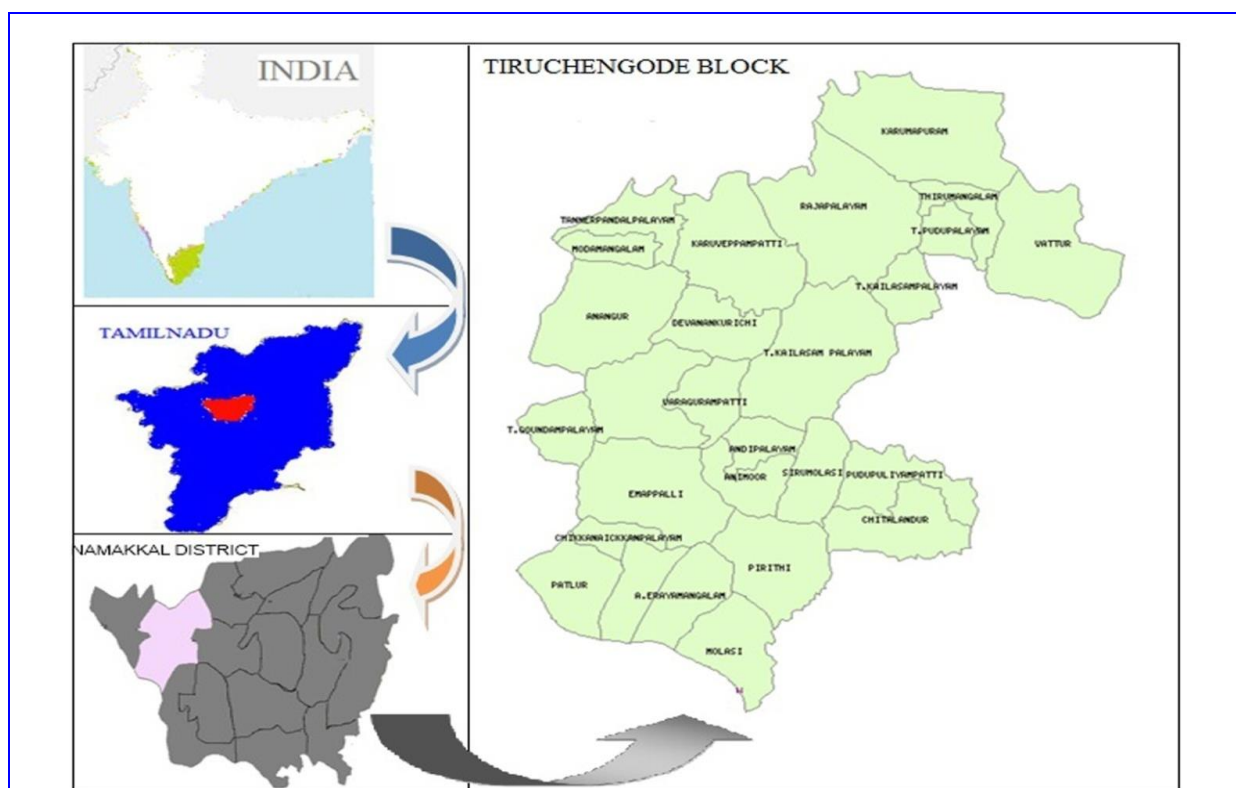 INDIA
TAMILNADU
NAMAKKAL DISTRICT
TIRUCHENGODE BLOCK
KARUMAPURAM
THIRUMANGALAM
RAJAPALAYAM
TANNERPANDALPALAYAM
T.PUDUPALAYAM
MODAMANGALAM
KARUVEPPAMPATTI
VATTUR
T.KAILASAMPALAYAM
ANANGUR
DEVANANKURICHI
T.KAILASAM PALAYAM
VARAGURAMPATTI
T.GOUNDAMPALAYAM
ANDIPALAYAM
ANIMOOR
SIRUMOLASI
PUDUPULIYAMPATTI
EMAPPALLI
CHITALANDUR
CHIKKANAICKKANPALAYAM
PIRITHI
PATLUR
A.ERAYAMANGALAM
MOLASI